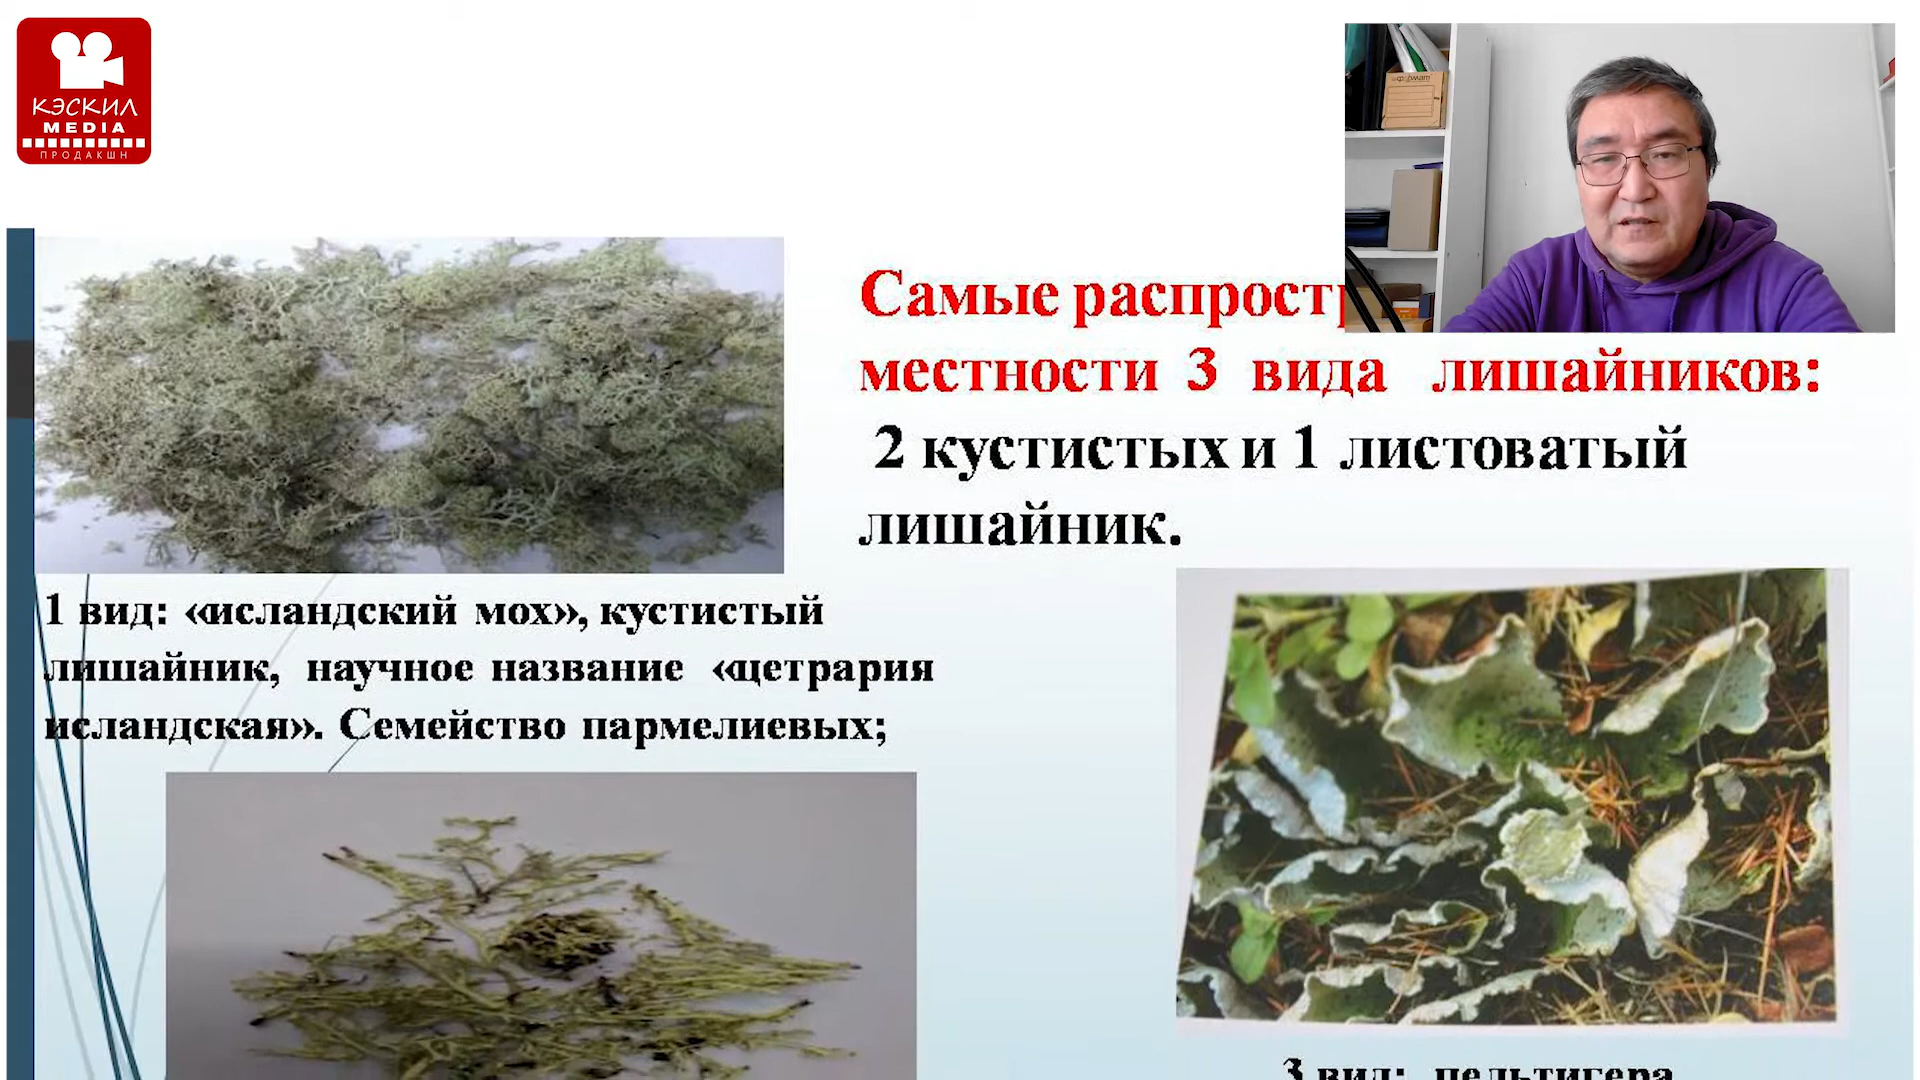 КЭСКИЛ
MEDIA
ПРОДАКШН
Самые
местности 3 вида лишайников:
2 кустистых и 1 листоватый
лишайник.
1 вид: «исландский мох», кустистый
лишайник, научное название «цетрария
исландская». Семейство пармелиевых;
3 вид: пельтигера